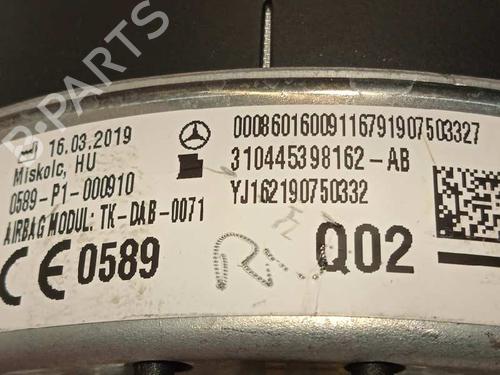 16.03.2019
Miskolc, HU
0589-P1-000910
AIRBAG MODUL: TK-DAB-0071
CE 0589
00086016009116791907503327
310445398162-AB
YJ162190750332
Q02